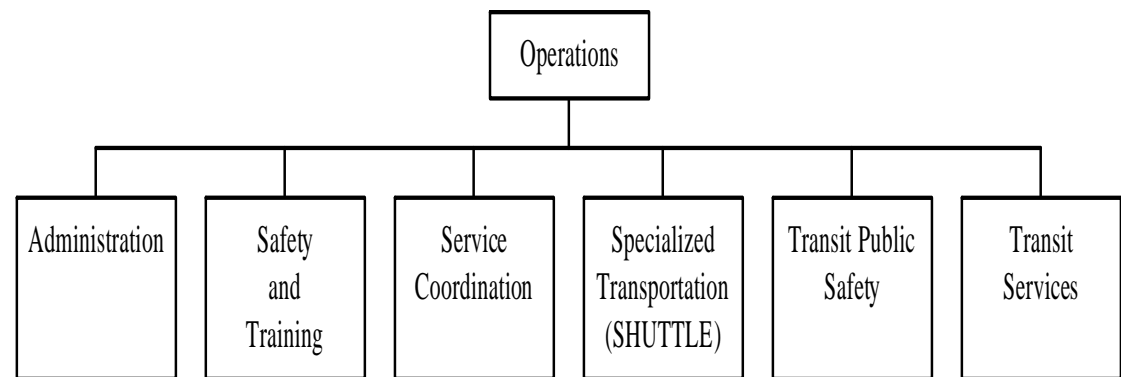 Operations
Administration
Safety
and
Training
Service
Coordination
Specialized
Transportation
(SHUTTLE)
Transit Public
Safety
Transit
Services